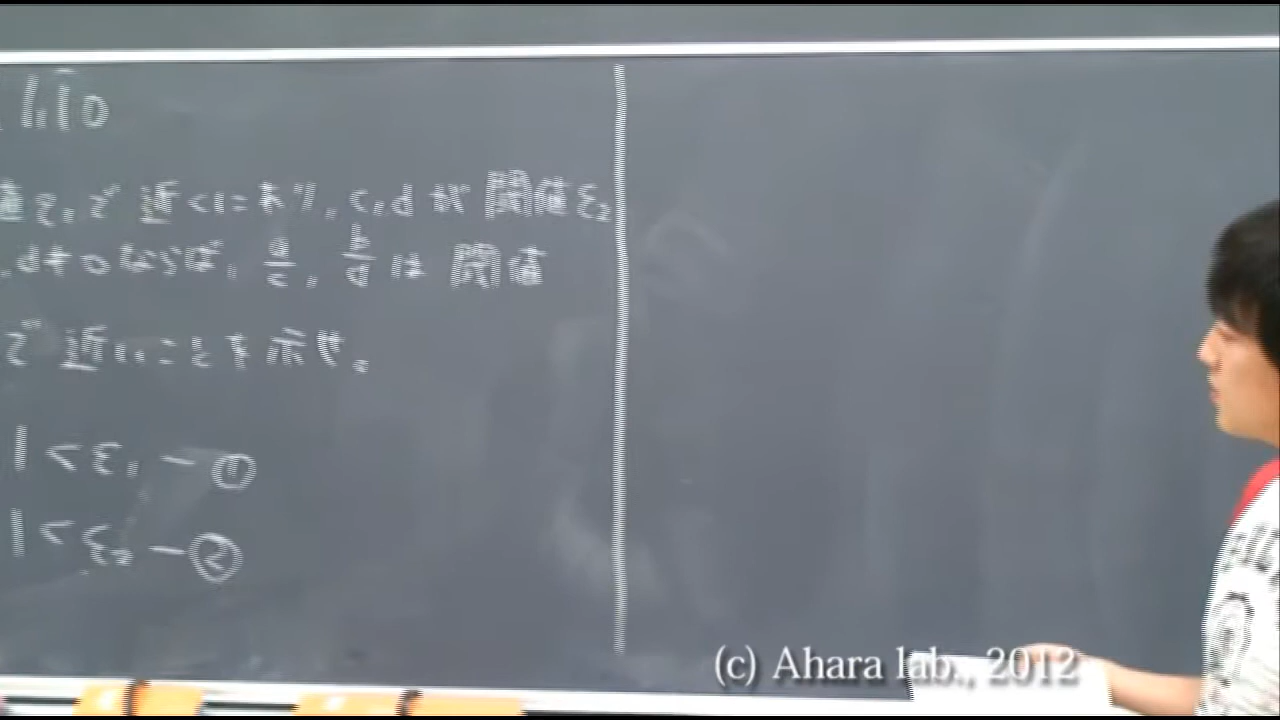 1.10
値ε₁で近くにあり, c,dが閾値ε₂
,d≠0ならば, a/c, b/dは閾値
で近いことを示せ。
|<ε₁ -①
|<ε₂ -②
(c) Ahara lab., 2012